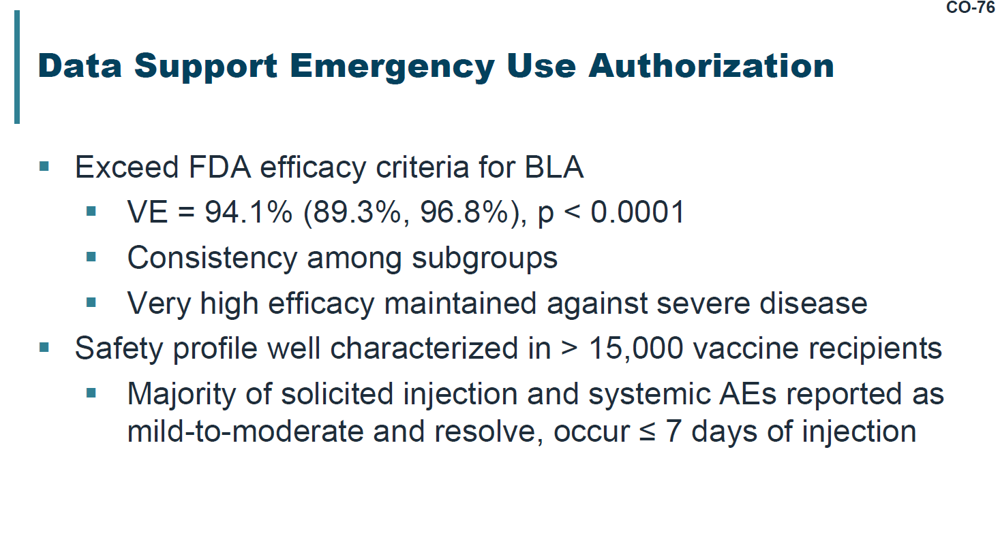 CO-76
Data Support Emergency Use Authorization
▪ Exceed FDA efficacy criteria for BLA
▪ VE = 94.1% (89.3%, 96.8%), p < 0.0001
▪ Consistency among subgroups
▪ Very high efficacy maintained against severe disease
▪ Safety profile well characterized in > 15,000 vaccine recipients
▪ Majority of solicited injection and systemic AEs reported as
mild-to-moderate and resolve, occur ≤ 7 days of injection